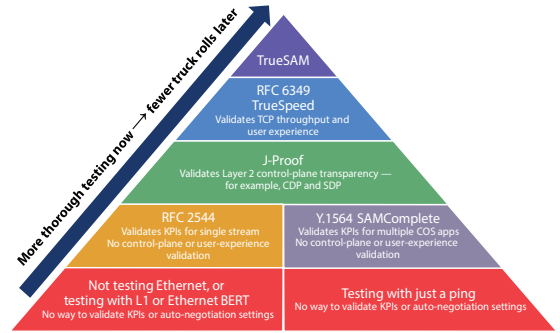 More thorough testing now → fewer truck rolls later
TrueSAM
RFC 6349
TrueSpeed
Validates TCP throughput and
user experience
J-Proof
Validates Layer 2 control-plane transparency —
for example, CDP and SDP
RFC 2544
Validates KPIs for single stream
No control-plane or user-experience
validation
Y.1564 SAMComplete
Validates KPIs for multiple COS apps
No control-plane or user-experience
validation
Not testing Ethernet, or
testing with L1 or Ethernet BERT
No way to validate KPIs or auto-negotiation settings
Testing with just a ping
No way to validate KPIs or auto-negotiation settings